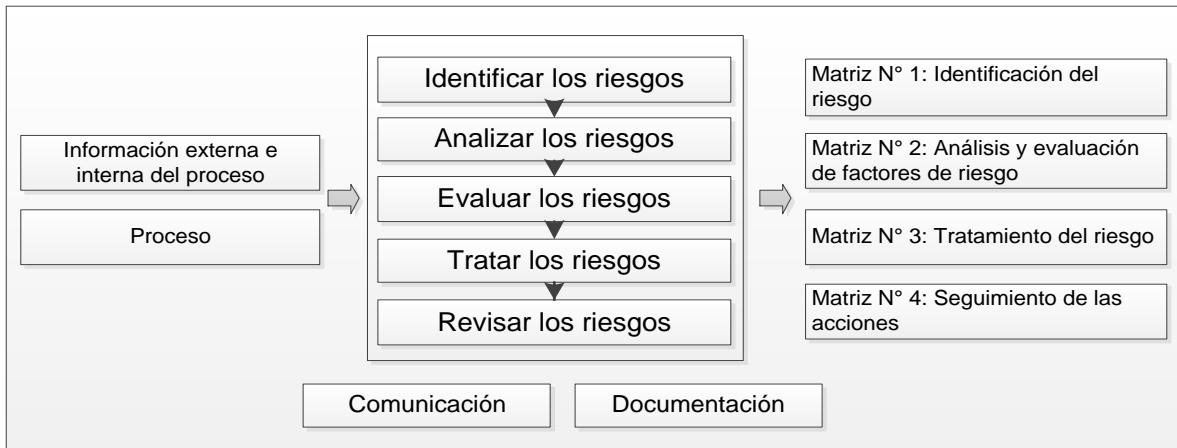 Información externa e
interna del proceso
Proceso
Identificar los riesgos
Analizar los riesgos
Evaluar los riesgos
Tratar los riesgos
Revisar los riesgos
Matriz N° 1: Identificación del
riesgo
Matriz N° 2: Análisis y evaluación
de factores de riesgo
Matriz N° 3: Tratamiento del riesgo
Matriz N° 4: Seguimiento de las
acciones
Comunicación
Documentación